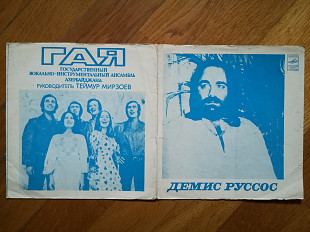 ГАЯ
ГОСУДАРСТВЕННЫЙ
ВОКАЛЬНО-ИНСТРУМЕНТАЛЬНЫЙ АНСАМБЛЬ
АЗЕРБАЙДЖАНА
РУКОВОДИТЕЛЬ ТЕЙМУР МИРЗОЕВ
ДЕМИС РУССОС